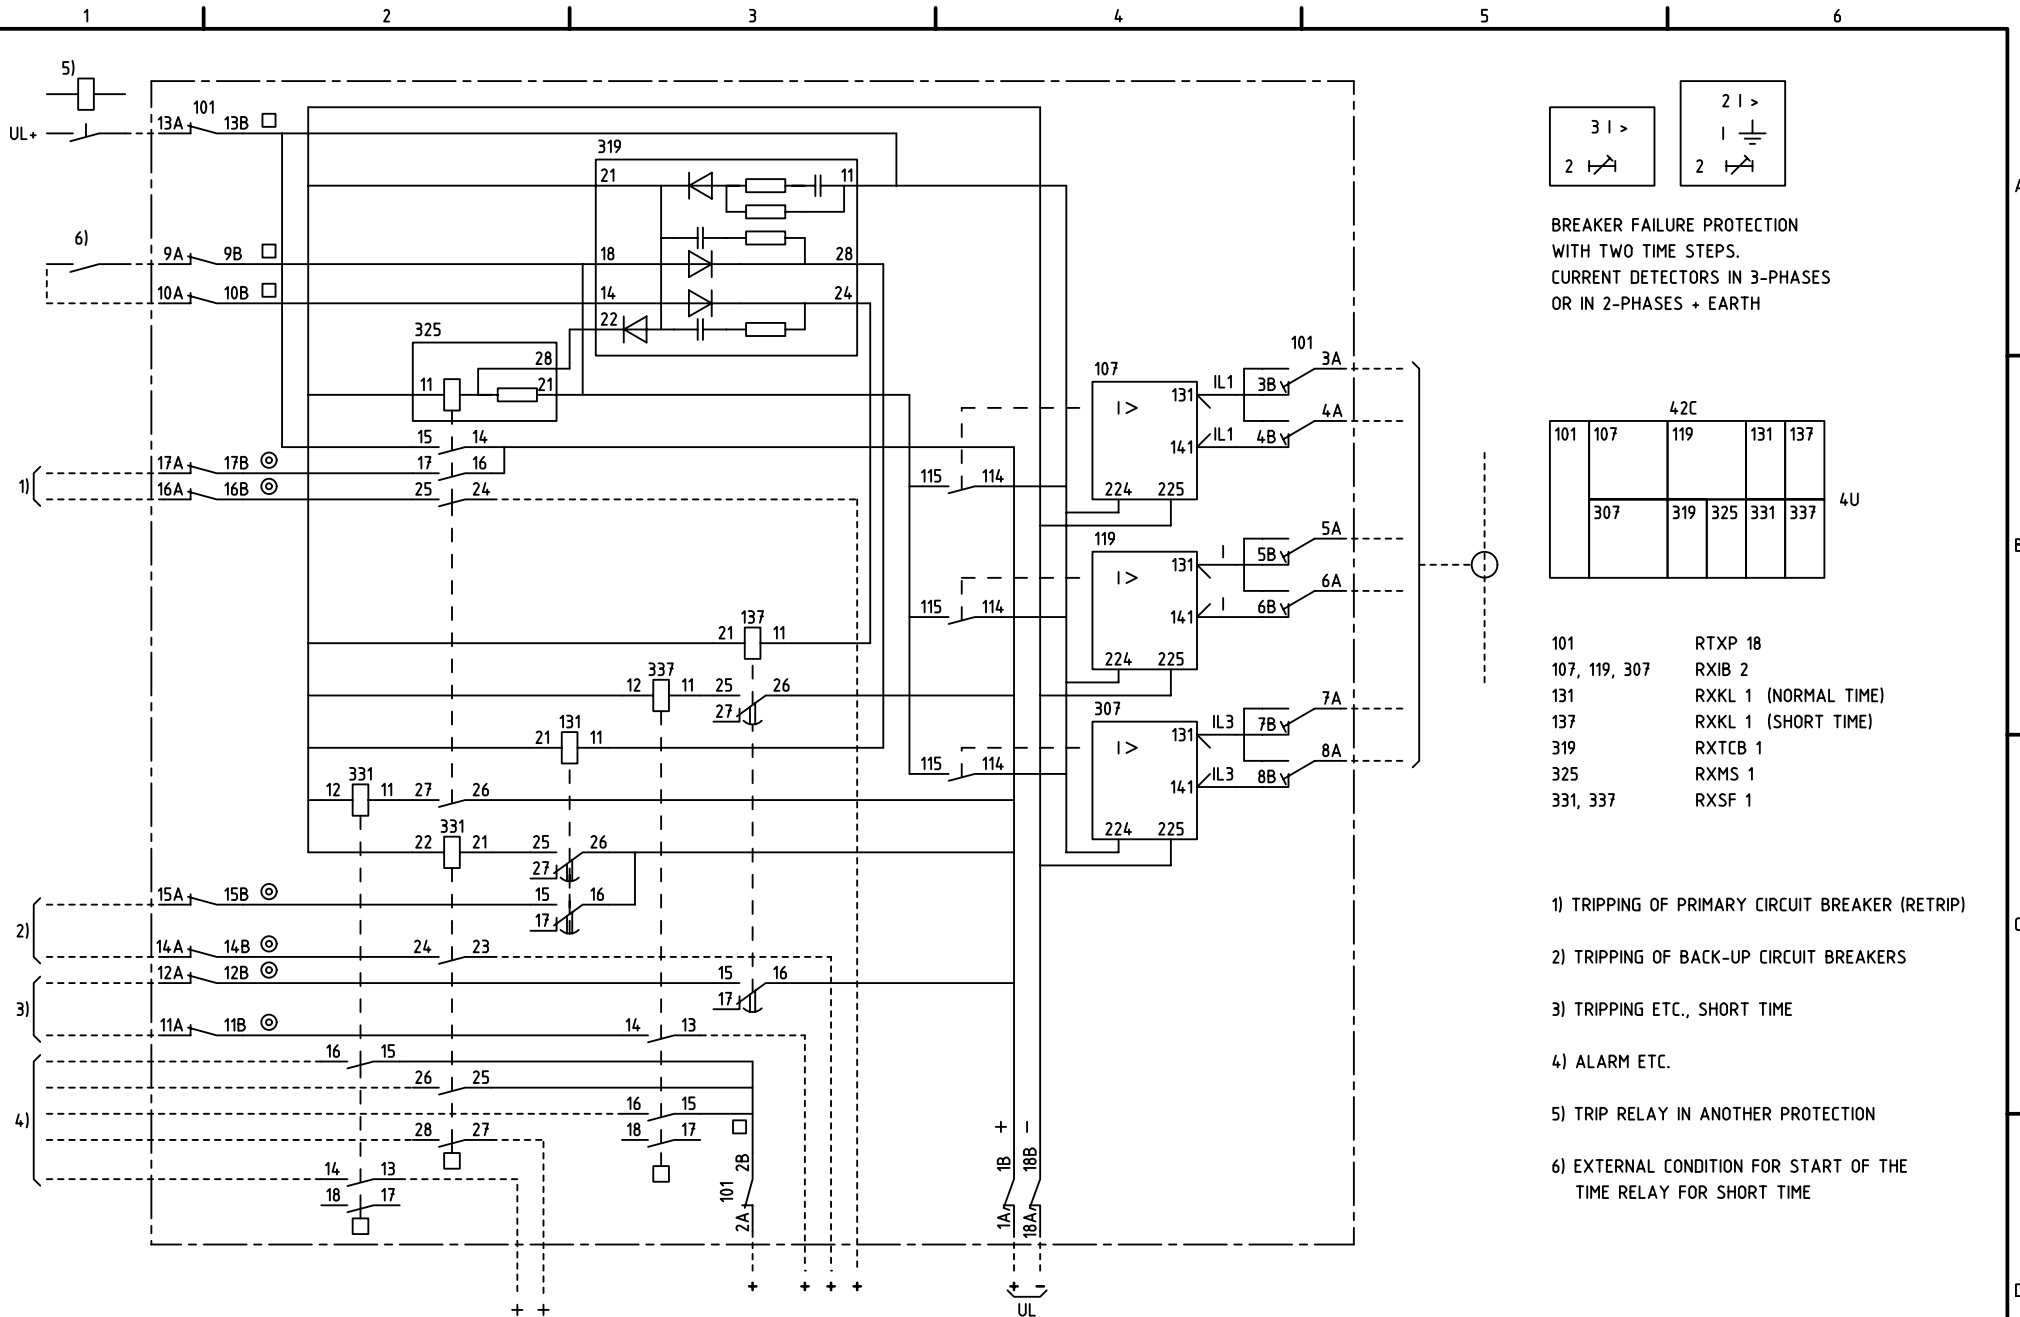 1 2 3 4 5 6
5)
UL+
13A 101 13B
319
21 11
6)
9A 9B
18 28
10A 10B
14 24
22
325
28
11 21
15 14
1)
17A 17B 17 16
16A 16B 25 24
107
I >
131 IL1 3B 101 3A
141 IL1 4B 4A
224 225
115 114
119
I >
131 I 5B 5A
141 I 6B 6A
224 225
115 114
307
I >
131 IL3 7B 7A
141 IL3 8B 8A
224 225
115 114
137
21 11
337
12 11 25 26
27
131
21 11
331
12 11 27 26
331
22 21 25 26
27
2)
15A 15B 15 16
17
14A 14B 24 23
3)
12A 12B 15 16
17
11A 11B 14 13
4)
16 15
26 25
16 15
28 27 18 17
14 13
18 17
2B
101
2A
+ -
1B 18B
1A 18A
+ + + + + -
+ +
UL
3 I >
2
2 I >
I
2
BREAKER FAILURE PROTECTION
WITH TWO TIME STEPS.
CURRENT DETECTORS IN 3-PHASES
OR IN 2-PHASES + EARTH
42C
101 107 119 131 137
4U
307 319 325 331 337
101 RTXP 18
107, 119, 307 RXIB 2
131 RXKL 1 (NORMAL TIME)
137 RXKL 1 (SHORT TIME)
319 RXTCB 1
325 RXMS 1
331, 337 RXSF 1
1) TRIPPING OF PRIMARY CIRCUIT BREAKER (RETRIP)
2) TRIPPING OF BACK-UP CIRCUIT BREAKERS
3) TRIPPING ETC., SHORT TIME
4) ALARM ETC.
5) TRIP RELAY IN ANOTHER PROTECTION
6) EXTERNAL CONDITION FOR START OF THE
TIME RELAY FOR SHORT TIME